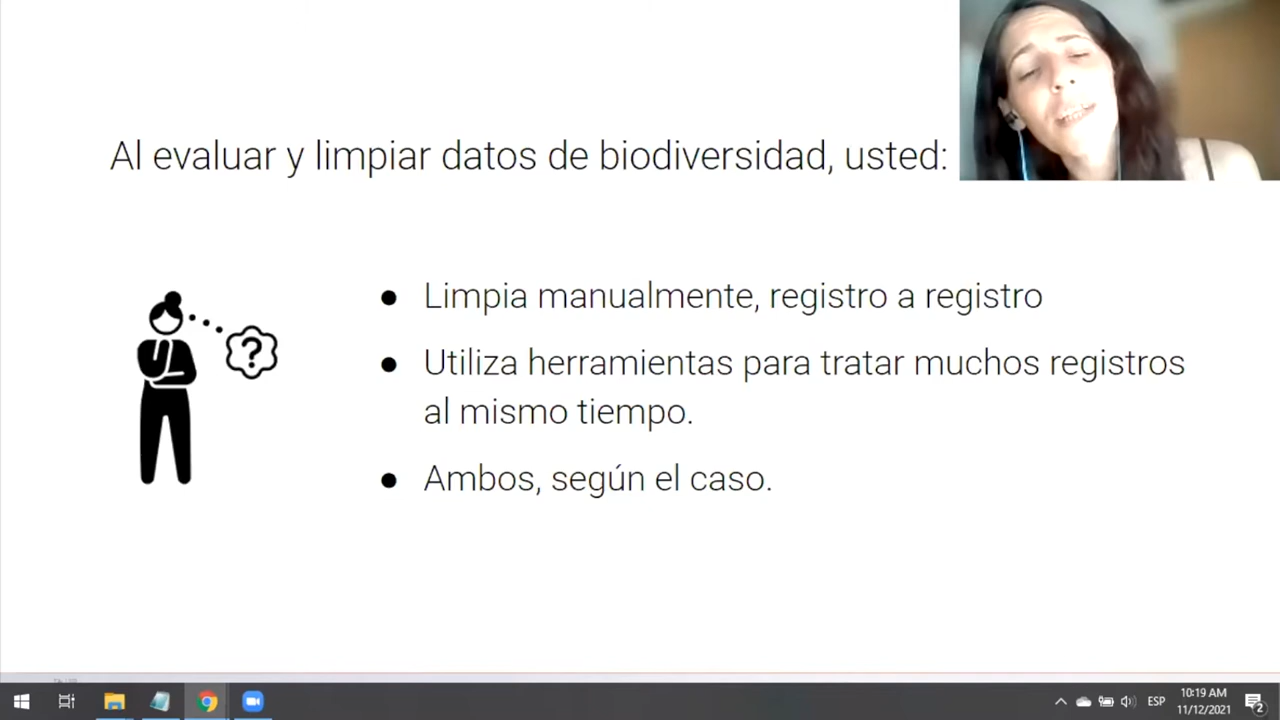 Al evaluar y limpiar datos de biodiversidad, usted:
?
● Limpia manualmente, registro a registro
● Utiliza herramientas para tratar muchos registros
al mismo tiempo.
● Ambos, según el caso.
ESP
10:19 AM
11/12/2021
2